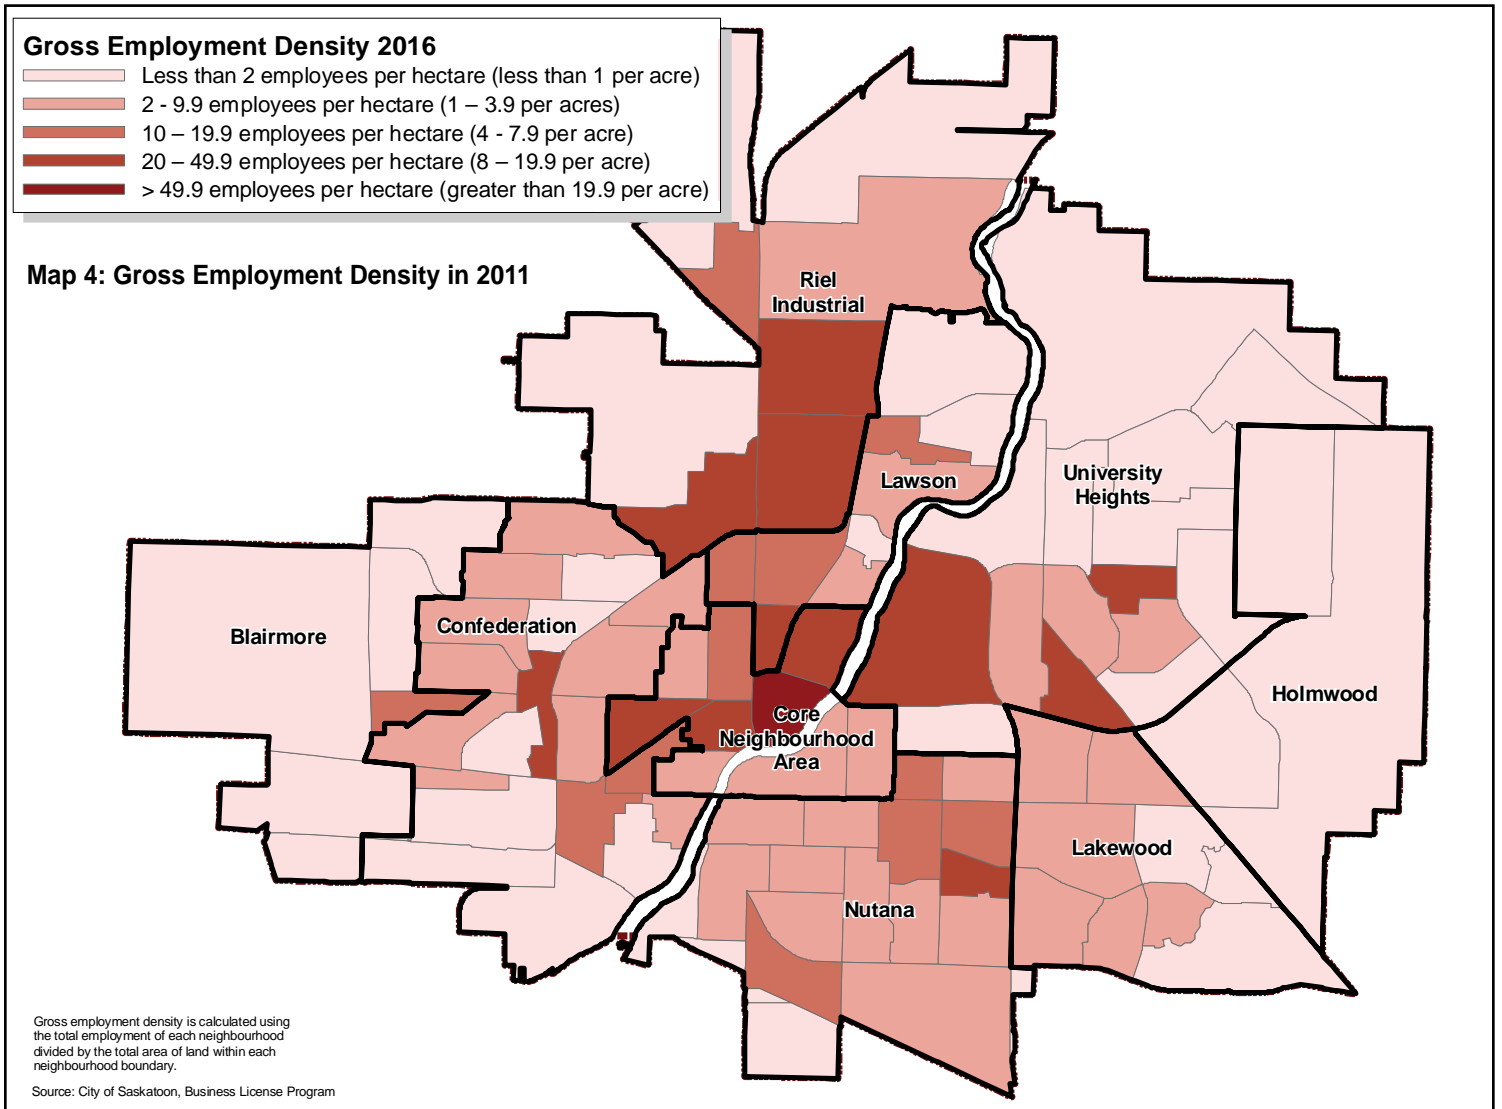 Gross Employment Density 2016
Less than 2 employees per hectare (less than 1 per acre)
2 - 9.9 employees per hectare (1 – 3.9 per acres)
10 – 19.9 employees per hectare (4 - 7.9 per acre)
20 – 49.9 employees per hectare (8 – 19.9 per acre)
> 49.9 employees per hectare (greater than 19.9 per acre)
Map 4: Gross Employment Density in 2011
Riel
Industrial
Lawson
University
Heights
Blairmore
Confederation
Holmwood
Core
Neighbourhood
Area
Lakewood
Nutana
Gross employment density is calculated using
the total employment of each neighbourhood
divided by the total area of land within each
neighbourhood boundary.
Source: City of Saskatoon, Business License Program